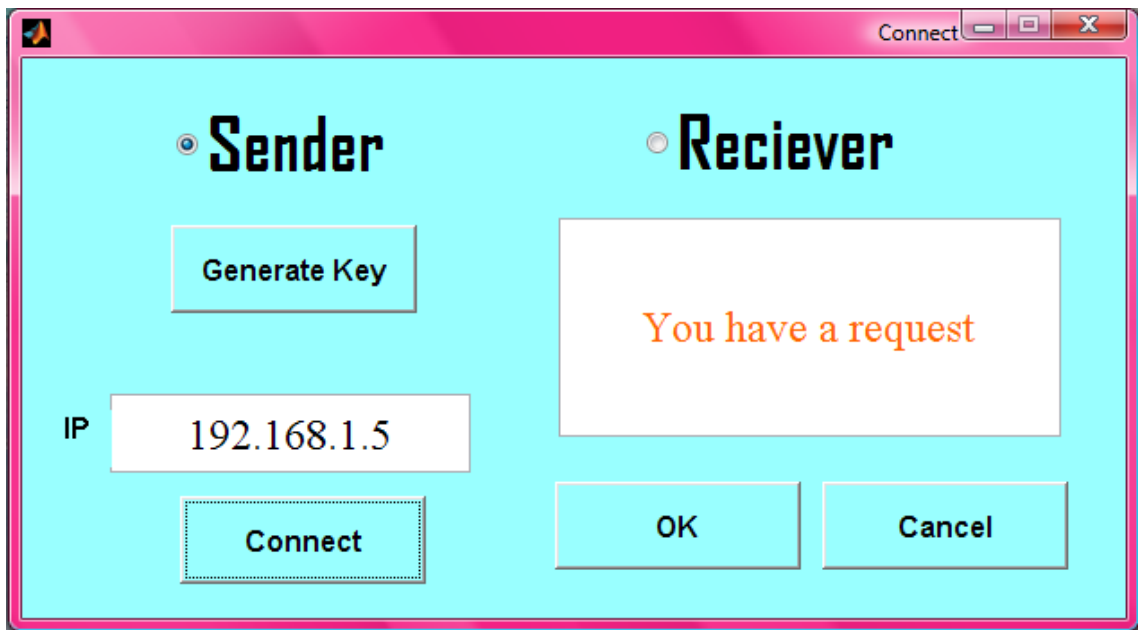 Connect
Sender
Reciever
Generate Key
You have a request
IP
192.168.1.5
Connect
OK
Cancel